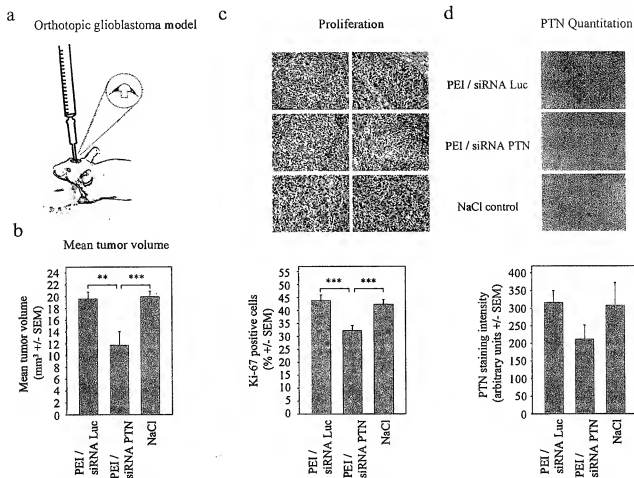 a
Orthotopic glioblastoma model
b
Mean tumor volume
Mean tumor volume
(mm³ +/- SEM)
22
20
18
16
14
12
10
8
6
4
2
0
**
***
PEI /
siRNA Luc
PEI /
siRNA PTN
NaCl
c
Proliferation
Ki-67 positive cells
(% +/- SEM)
55
50
45
40
35
30
25
20
15
10
5
0
***
***
PEI /
siRNA Luc
PEI /
siRNA PTN
NaCl
d
PTN Quantitation
PEI / siRNA Luc
PEI / siRNA PTN
NaCl control
PTN staining intensity
(arbitrary units +/- SEM)
400
350
300
250
200
150
100
50
0
PEI /
siRNA Luc
PEI /
siRNA PTN
NaCl